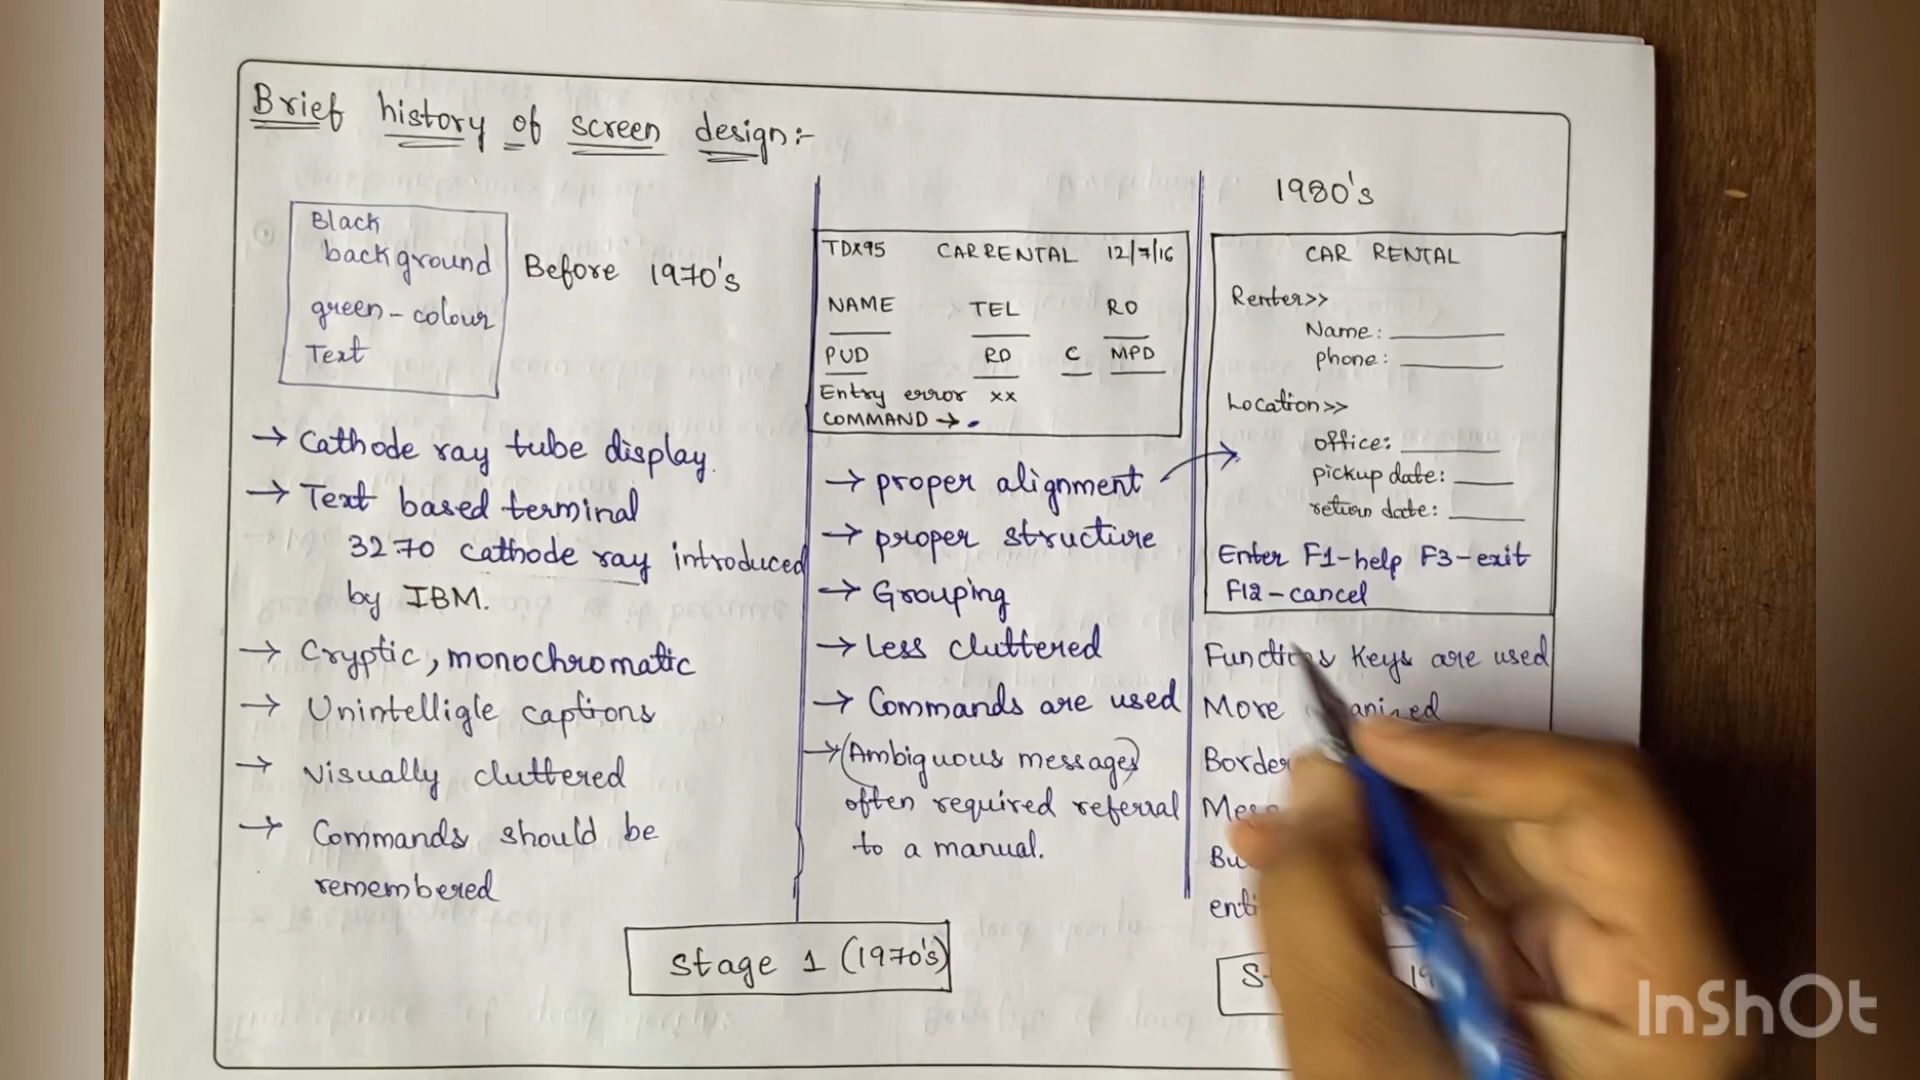 Brief history of screen design:-
Black
background
green-colour
Text
Before 1970's
→ Cathode ray tube display.
→ Text based terminal
3270 cathode ray introduced
by IBM.
→ Cryptic, monochromatic
→ Unintelligle captions
→ Visually cluttered
→ Commands should be
remembered
TDX95 CAR RENTAL 12/7/16
NAME TEL RO
PUD RD C MPD
Entry error xx
COMMAND →
→ proper alignment
→ proper structure
→ Grouping
→ Less cluttered
→ Commands are used
→ (Ambiguous messages)
often required referral
to a manual.
Stage 1 (1970's)
1980's
CAR RENTAL
Renter>>
Name:
phone:
Location>>
office:
pickup date:
return date:
Enter F1-help F3-exit
F12-cancel
Functions Keys are used
More
InShOt